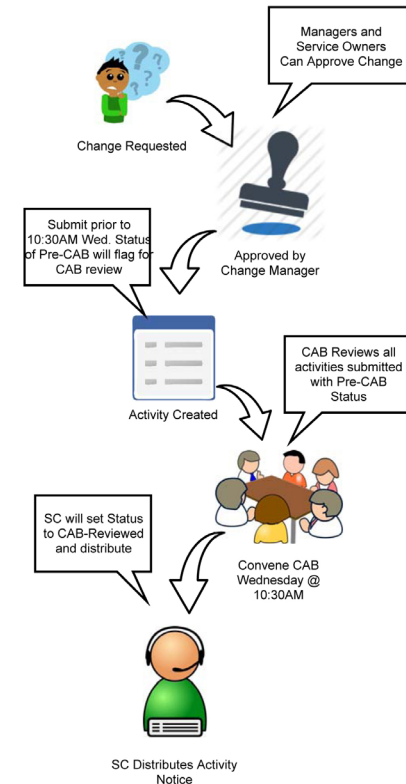 Managers and
Service Owners
Can Approve Change
Change Requested
Submit prior to
10:30AM Wed. Status
of Pre-CAB will flag for
CAB review
Approved by
Change Manager
CAB Reviews all
activities submitted
with Pre-CAB
Status
Activity Created
SC will set Status
to CAB-Reviewed
and distribute
Convene CAB
Wednesday @
10:30AM
SC Distributes Activity
Notice